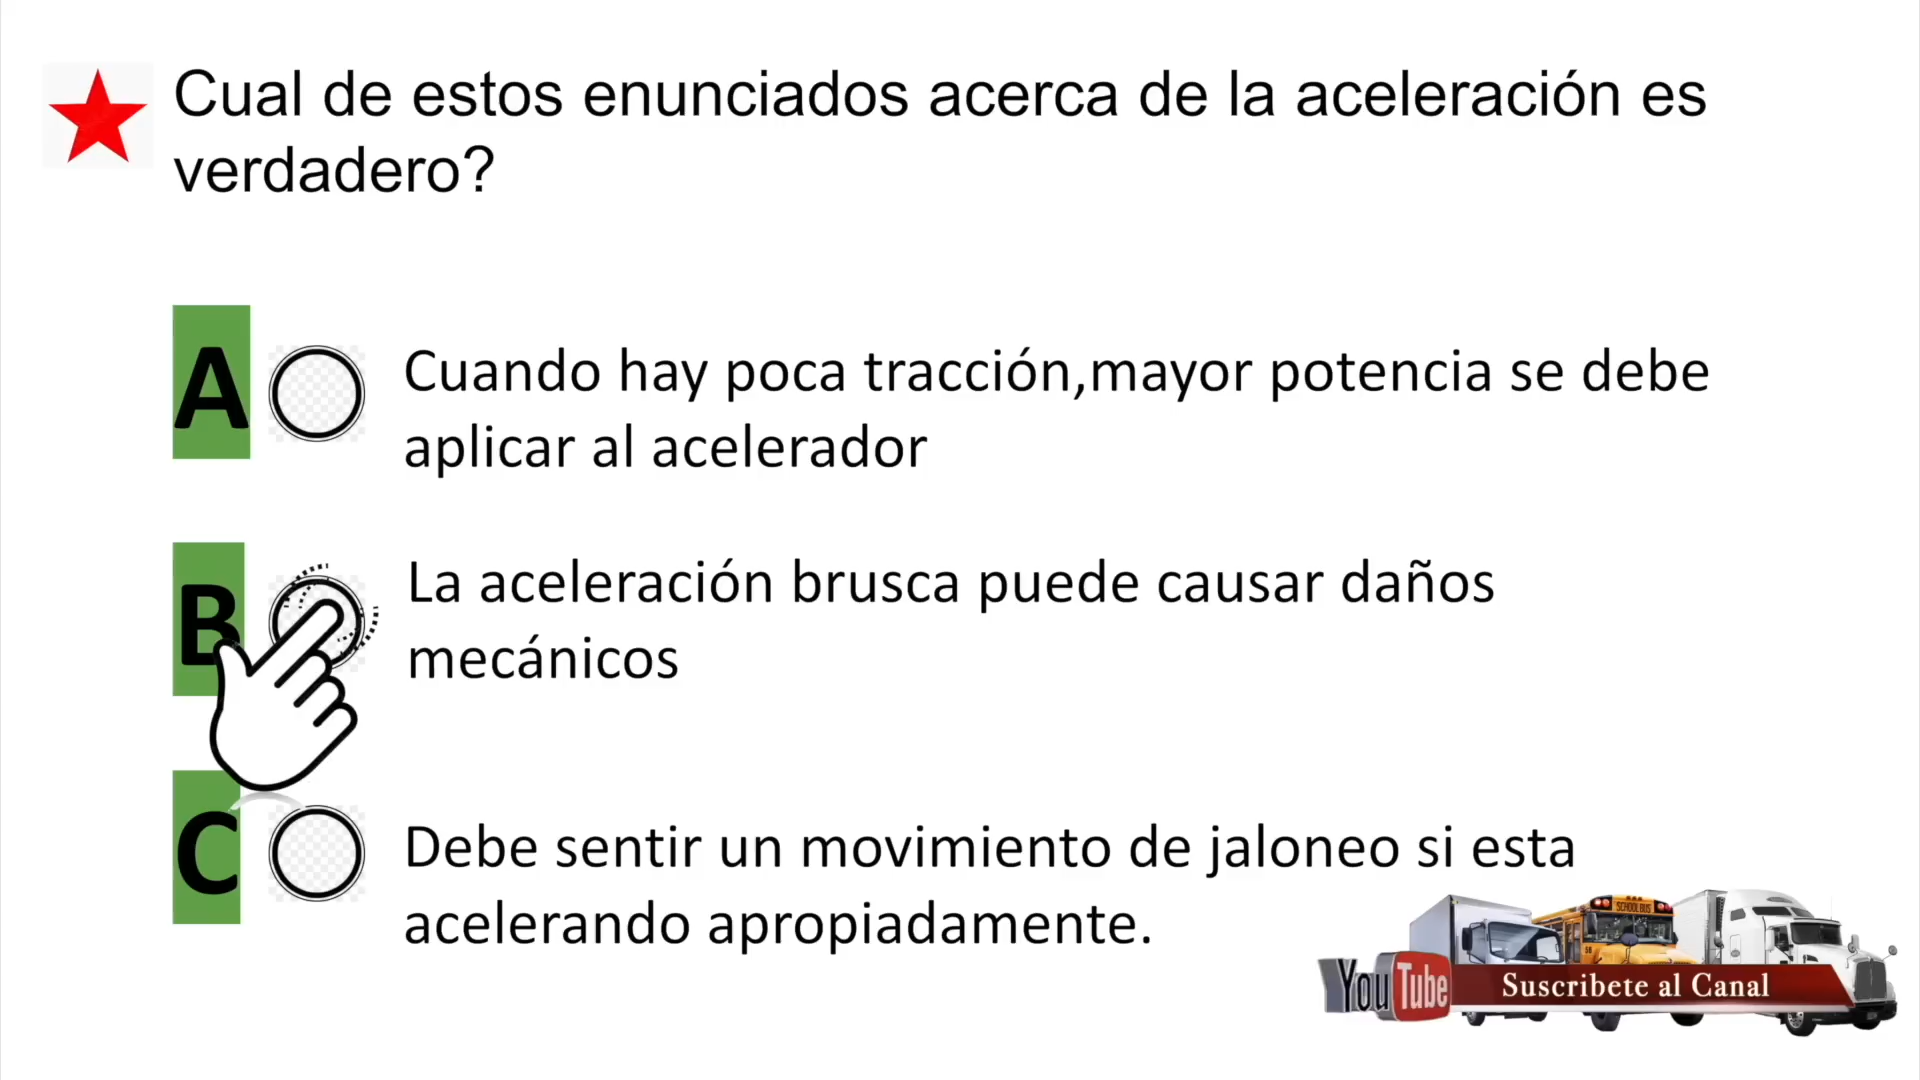 Cual de estos enunciados acerca de la aceleración es
verdadero?
A
Cuando hay poca tracción,mayor potencia se debe
aplicar al acelerador
B
La aceleración brusca puede causar daños
mecánicos
C
Debe sentir un movimiento de jaloneo si esta
acelerando apropiadamente.
SCHOOL BUS
YouTube
Suscribete al Canal